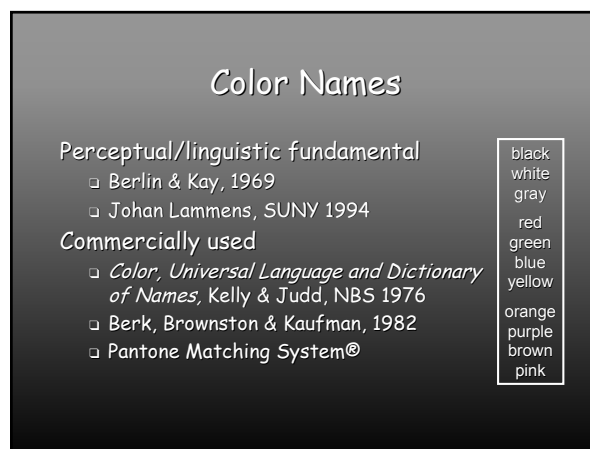 Color Names
Perceptual/linguistic fundamental
❑ Berlin & Kay, 1969
❑ Johan Lammens, SUNY 1994
Commercially used
❑ Color, Universal Language and Dictionary
of Names, Kelly & Judd, NBS 1976
❑ Berk, Brownston & Kaufman, 1982
❑ Pantone Matching System®
black
white
gray
red
green
blue
yellow
orange
purple
brown
pink